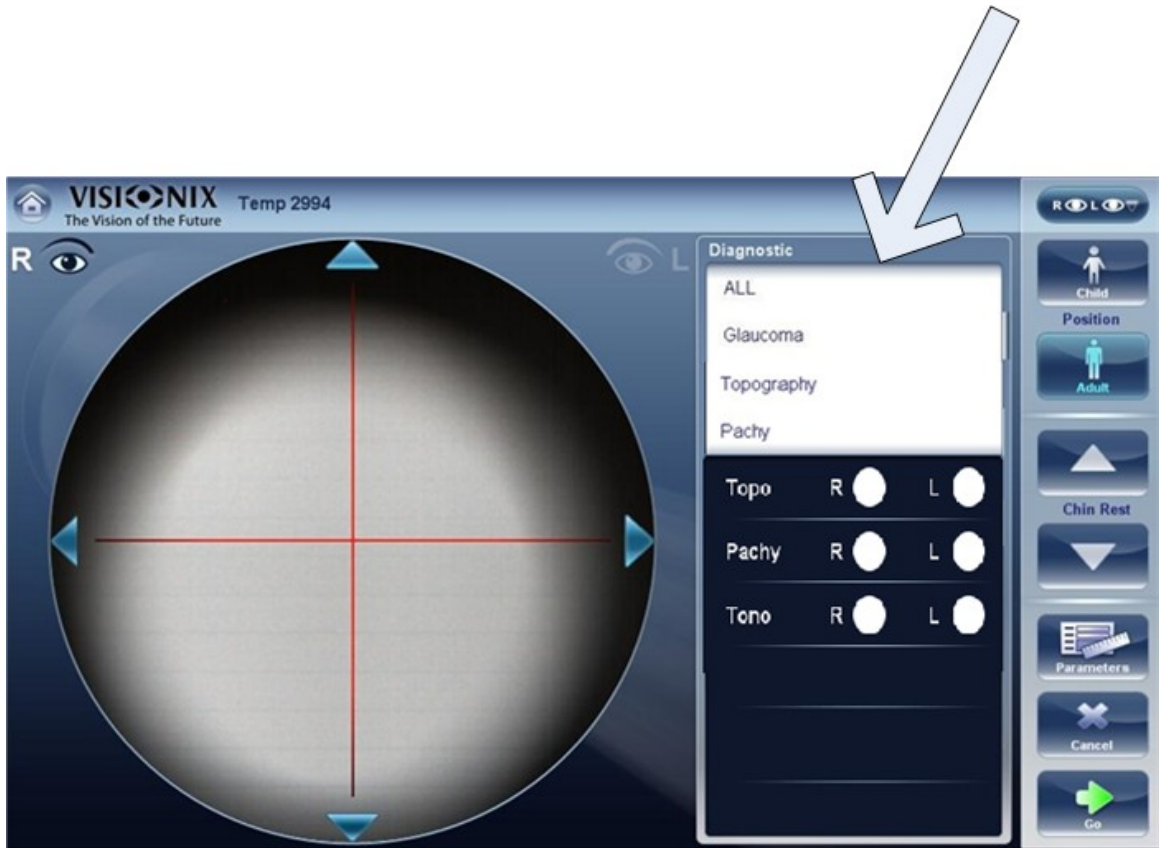 VISIONIX
The Vision of the Future
Temp 2994
R L
R
L
Diagnostic
ALL
Glaucoma
Topography
Pachy
Topo R L
Pachy R L
Tono R L
Child
Position
Adult
Chin Rest
Parameters
Cancel
Go